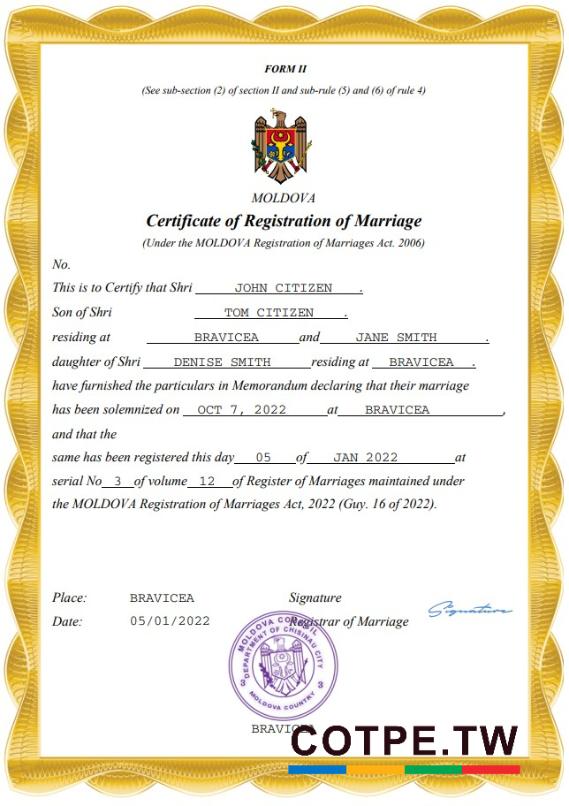 FORM II
(See sub-section (2) of section II and sub-rule (5) and (6) of rule 4)
MOLDOVA
Certificate of Registration of Marriage
(Under the MOLDOVA Registration of Marriages Act. 2006)
No.
This is to Certify that Shri JOHN CITIZEN .
Son of Shri TOM CITIZEN .
residing at BRAVICEA and JANE SMITH .
daughter of Shri DENISE SMITH residing at BRAVICEA .
have furnished the particulars in Memorandum declaring that their marriage
has been solemnized on OCT 7, 2022 at BRAVICEA ,
and that the
same has been registered this day 05 of JAN 2022 at
serial No 3 of volume 12 of Register of Marriages maintained under
the MOLDOVA Registration of Marriages Act, 2022 (Guy. 16 of 2022).
Place: BRAVICEA Signature
Signature
Date: 05/01/2022 Registrar of Marriage
MOLDOVA COUNCIL
DEPARTMENT OF CHISINAU CITY
3 3
MOLDOVA COUNTRY
BRAVICEA
COTPE.TW